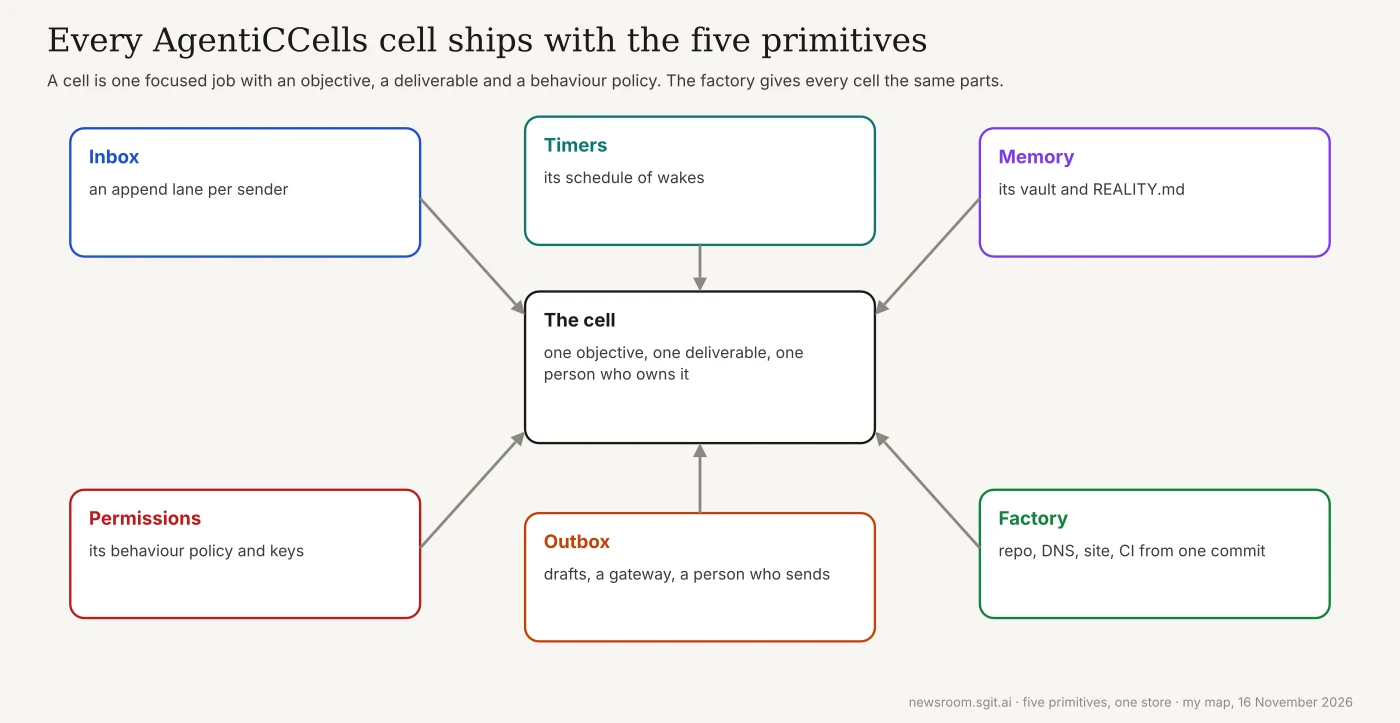 Every AgentiCCells cell ships with the five primitives
A cell is one focused job with an objective, a deliverable and a behaviour policy. The factory gives every cell the same parts.
Inbox
an append lane per sender
Timers
its schedule of wakes
Memory
its vault and REALITY.md
The cell
one objective, one deliverable, one
person who owns it
Permissions
its behaviour policy and keys
Outbox
drafts, a gateway, a person who sends
Factory
repo, DNS, site, CI from one commit
newsroom.sgit.ai · five primitives, one store · my map, 16 November 2026